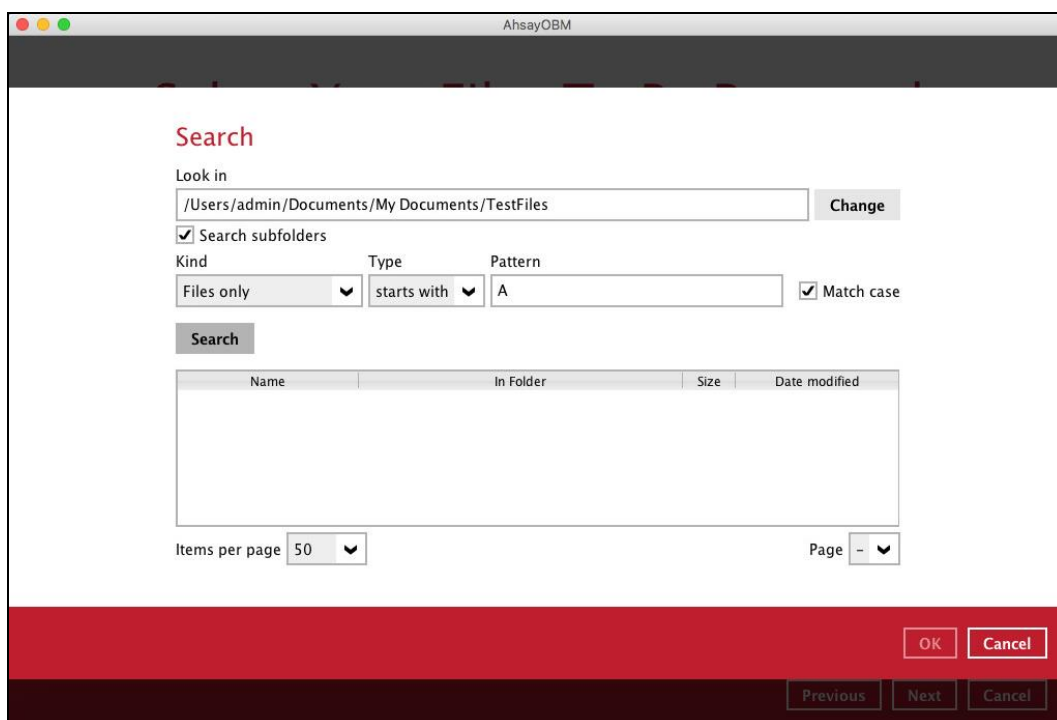 AhsayOBM
Search
Look in
/Users/admin/Documents/My Documents/TestFiles
Change
Search subfolders
Kind Type Pattern
Files only starts with A Match case
Search
Name In Folder Size Date modified
Items per page 50 Page -
OK Cancel
Previous Next Cancel